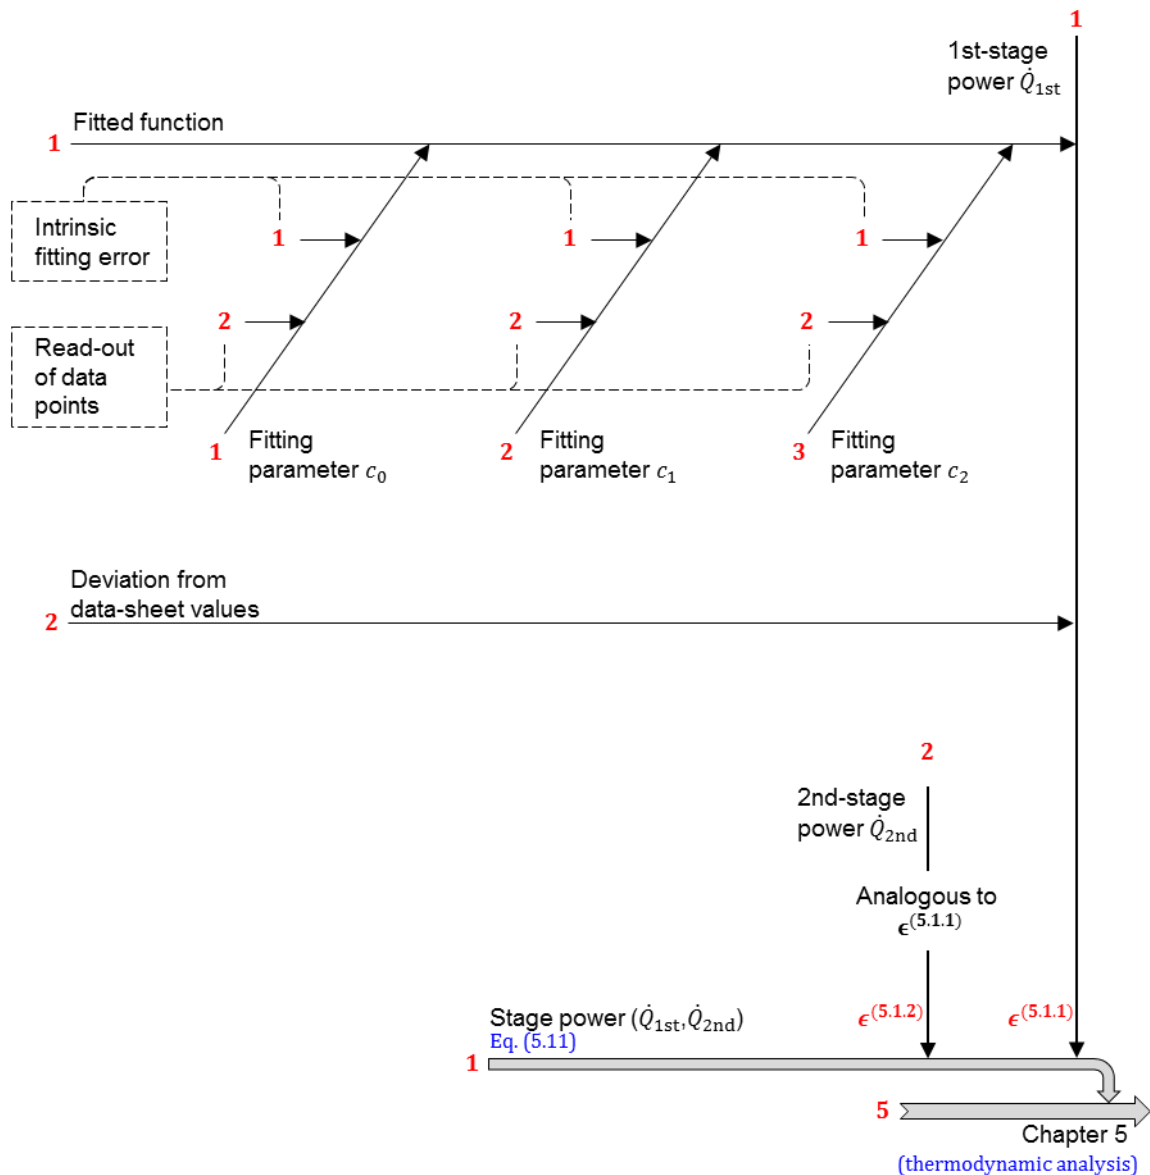 1
1st-stage
power Q̇1st
Fitted function
1
Intrinsic
fitting error
1
1
1
2
2
2
Read-out
of data
points
1
Fitting
parameter c0
2
Fitting
parameter c1
3
Fitting
parameter c2
Deviation from
data-sheet values
2
2
2nd-stage
power Q̇2nd
Analogous to
ϵ(5.1.1)
Stage power (Q̇1st,Q̇2nd)
Eq. (5.11)
ϵ(5.1.2)
ϵ(5.1.1)
1
5
Chapter 5
(thermodynamic analysis)